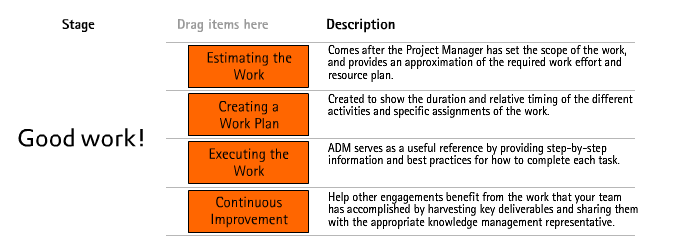 Stage
Drag items here
Description
Estimating the
Work
Comes after the Project Manager has set the scope of the work,
and provides an approximation of the required work effort and
resource plan.
Creating a
Work Plan
Created to show the duration and relative timing of the different
activities and specific assignments of the work.
Good work!
Executing the
Work
ADM serves as a useful reference by providing step-by-step
information and best practices for how to complete each task.
Continuous
Improvement
Help other engagements benefit from the work that your team
has accomplished by harvesting key deliverables and sharing them
with the appropriate knowledge management representative.